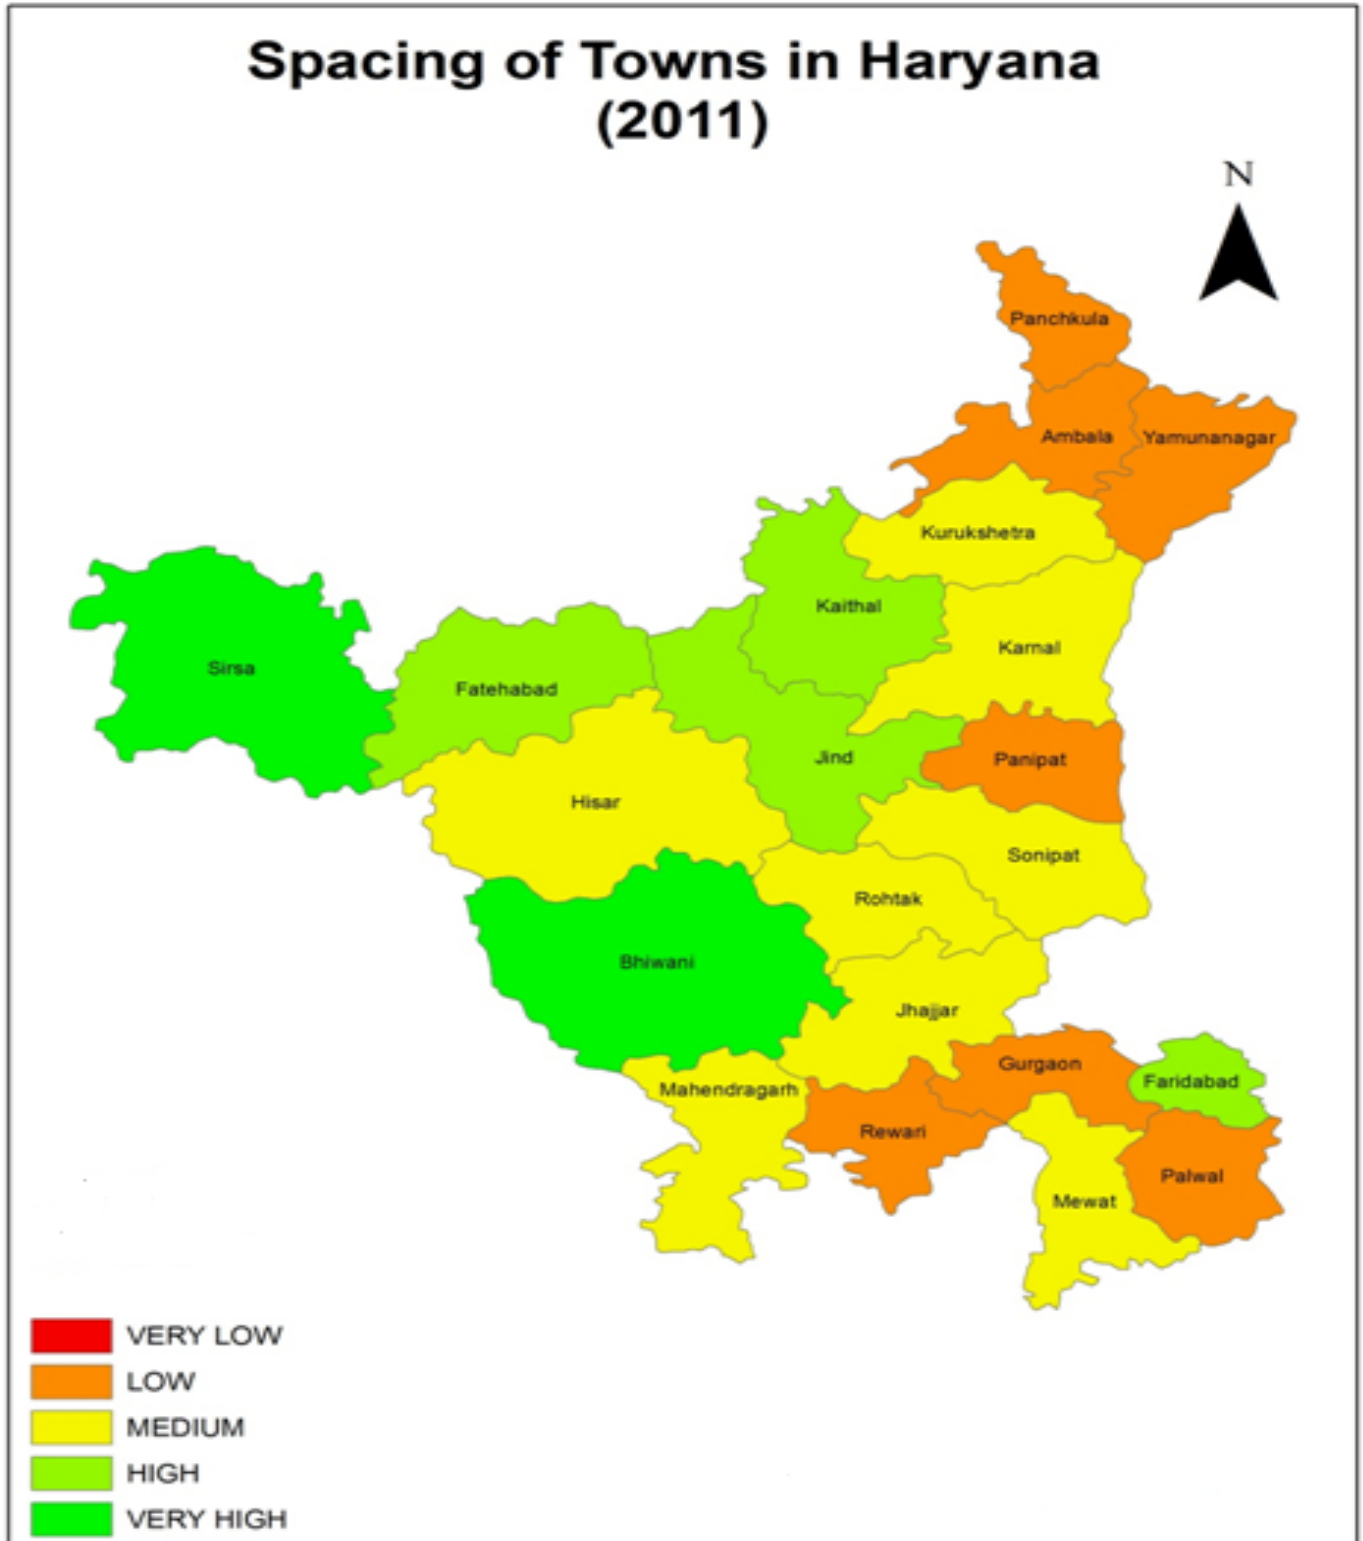 Spacing of Towns in Haryana
(2011)
N
Panchkula
Ambala
Yamunanagar
Kurukshetra
Kaithal
Karnal
Sirsa
Fatehabad
Jind
Panipat
Hisar
Sonipat
Rohtak
Bhiwani
Jhajjar
Gurgaon
Faridabad
Mahendragarh
Rewari
Palwal
Mewat
VERY LOW
LOW
MEDIUM
HIGH
VERY HIGH